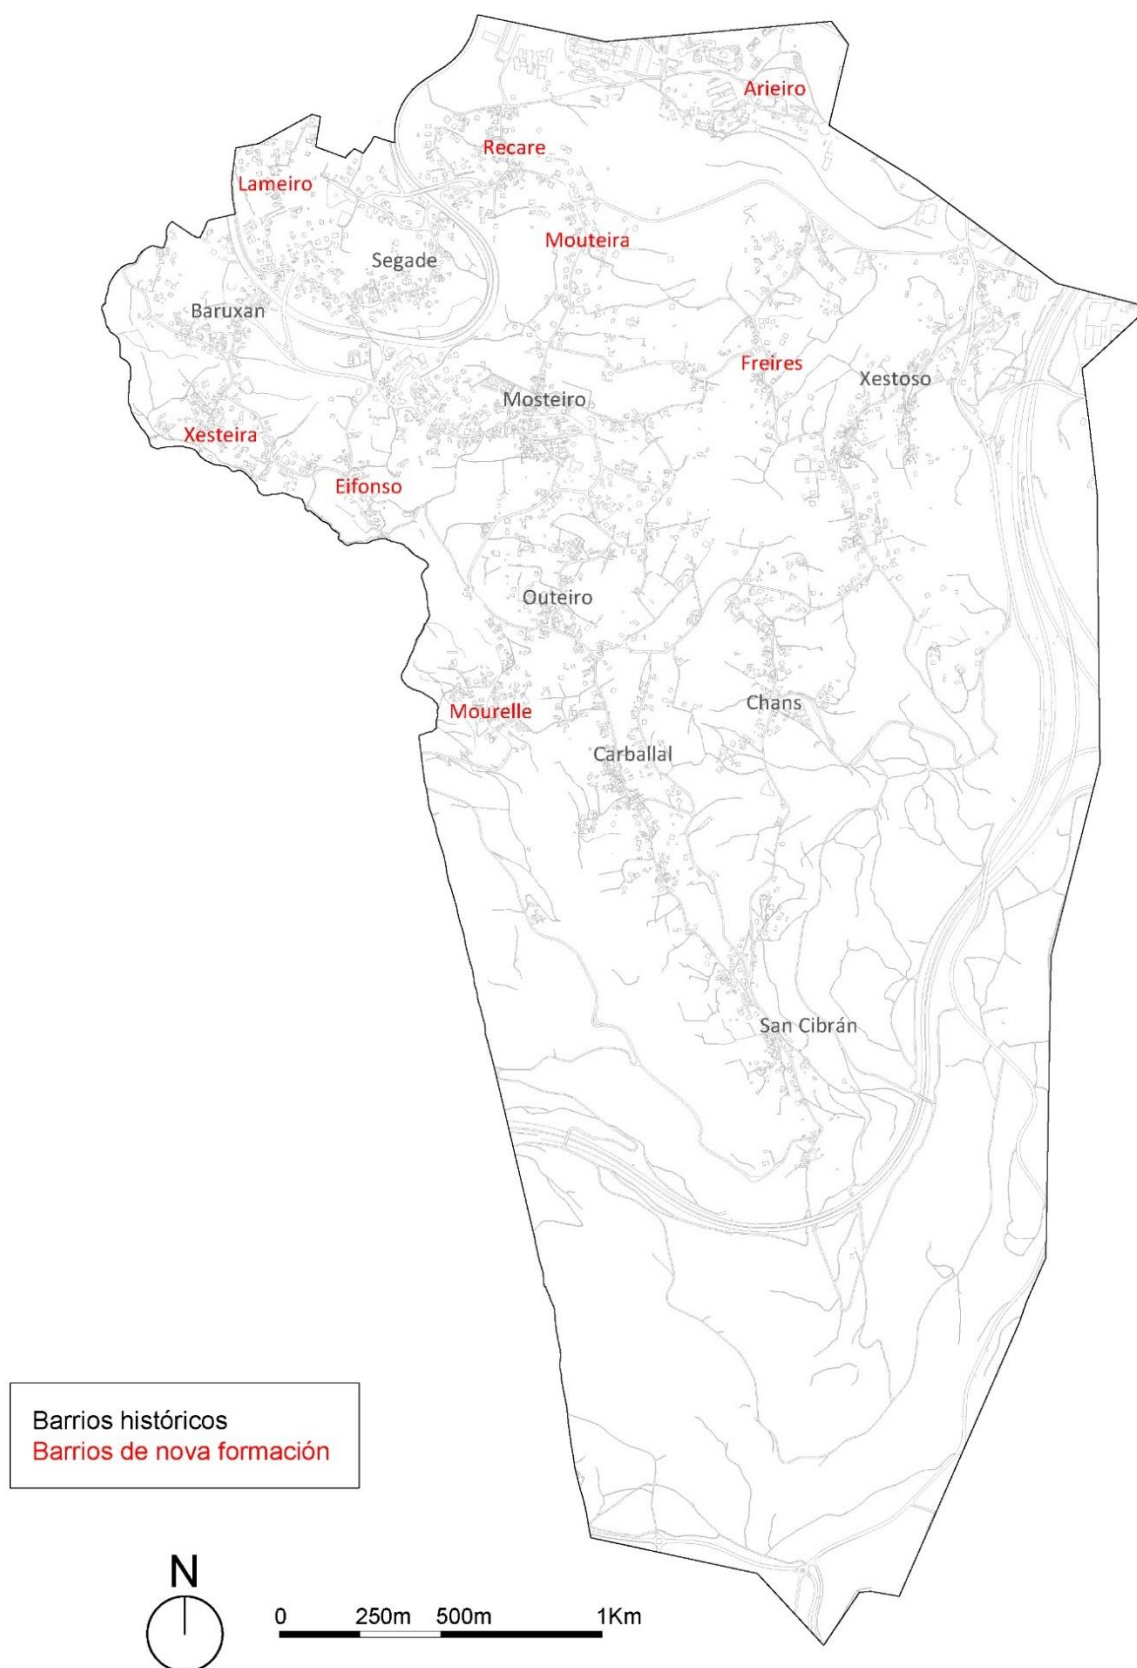 Arieiro
Recare
Lameiro
Mouteira
Segade
Baruxan
Freires
Xestoso
Mosteiro
Xesteira
Eifonso
Outeiro
Chans
Mourelle
Carballal
San Cibrán
Barrios históricos
Barrios de nova formación
N
0 250m 500m 1Km